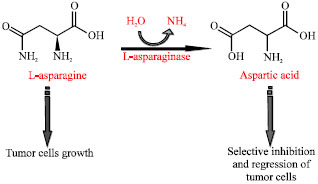 O
O
OH
NH₂
NH₂
L-asparagine
H₂O
NH₄
L-asparaginase
O
O
OH
OH
NH₂
Aspartic acid
Tumor cells growth
Selective inhibition
and regression of
tumor cells